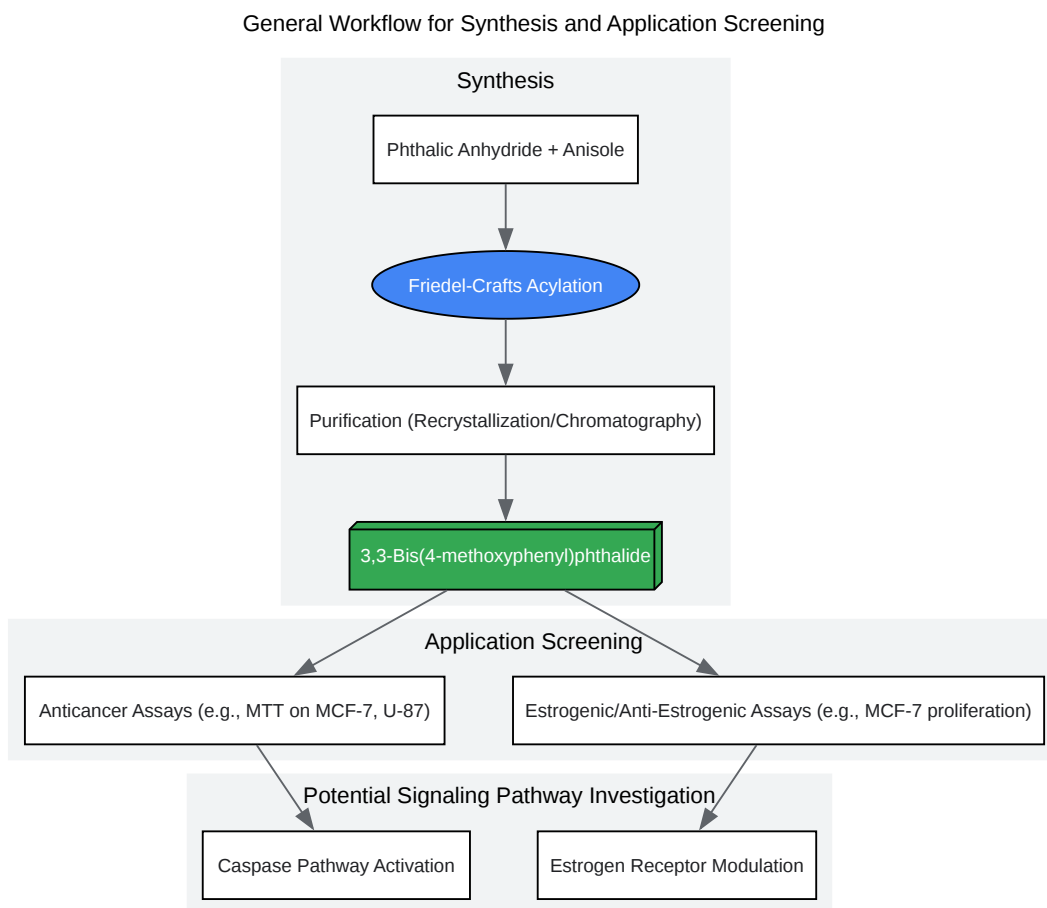 General Workflow for Synthesis and Application Screening
Synthesis
Phthalic Anhydride + Anisole
Friedel-Crafts Acylation
Purification (Recrystallization/Chromatography)
3,3-Bis(4-methoxyphenyl)phthalide
Application Screening
Anticancer Assays (e.g., MTT on MCF-7, U-87)
Estrogenic/Anti-Estrogenic Assays (e.g., MCF-7 proliferation)
Potential Signaling Pathway Investigation
Caspase Pathway Activation
Estrogen Receptor Modulation